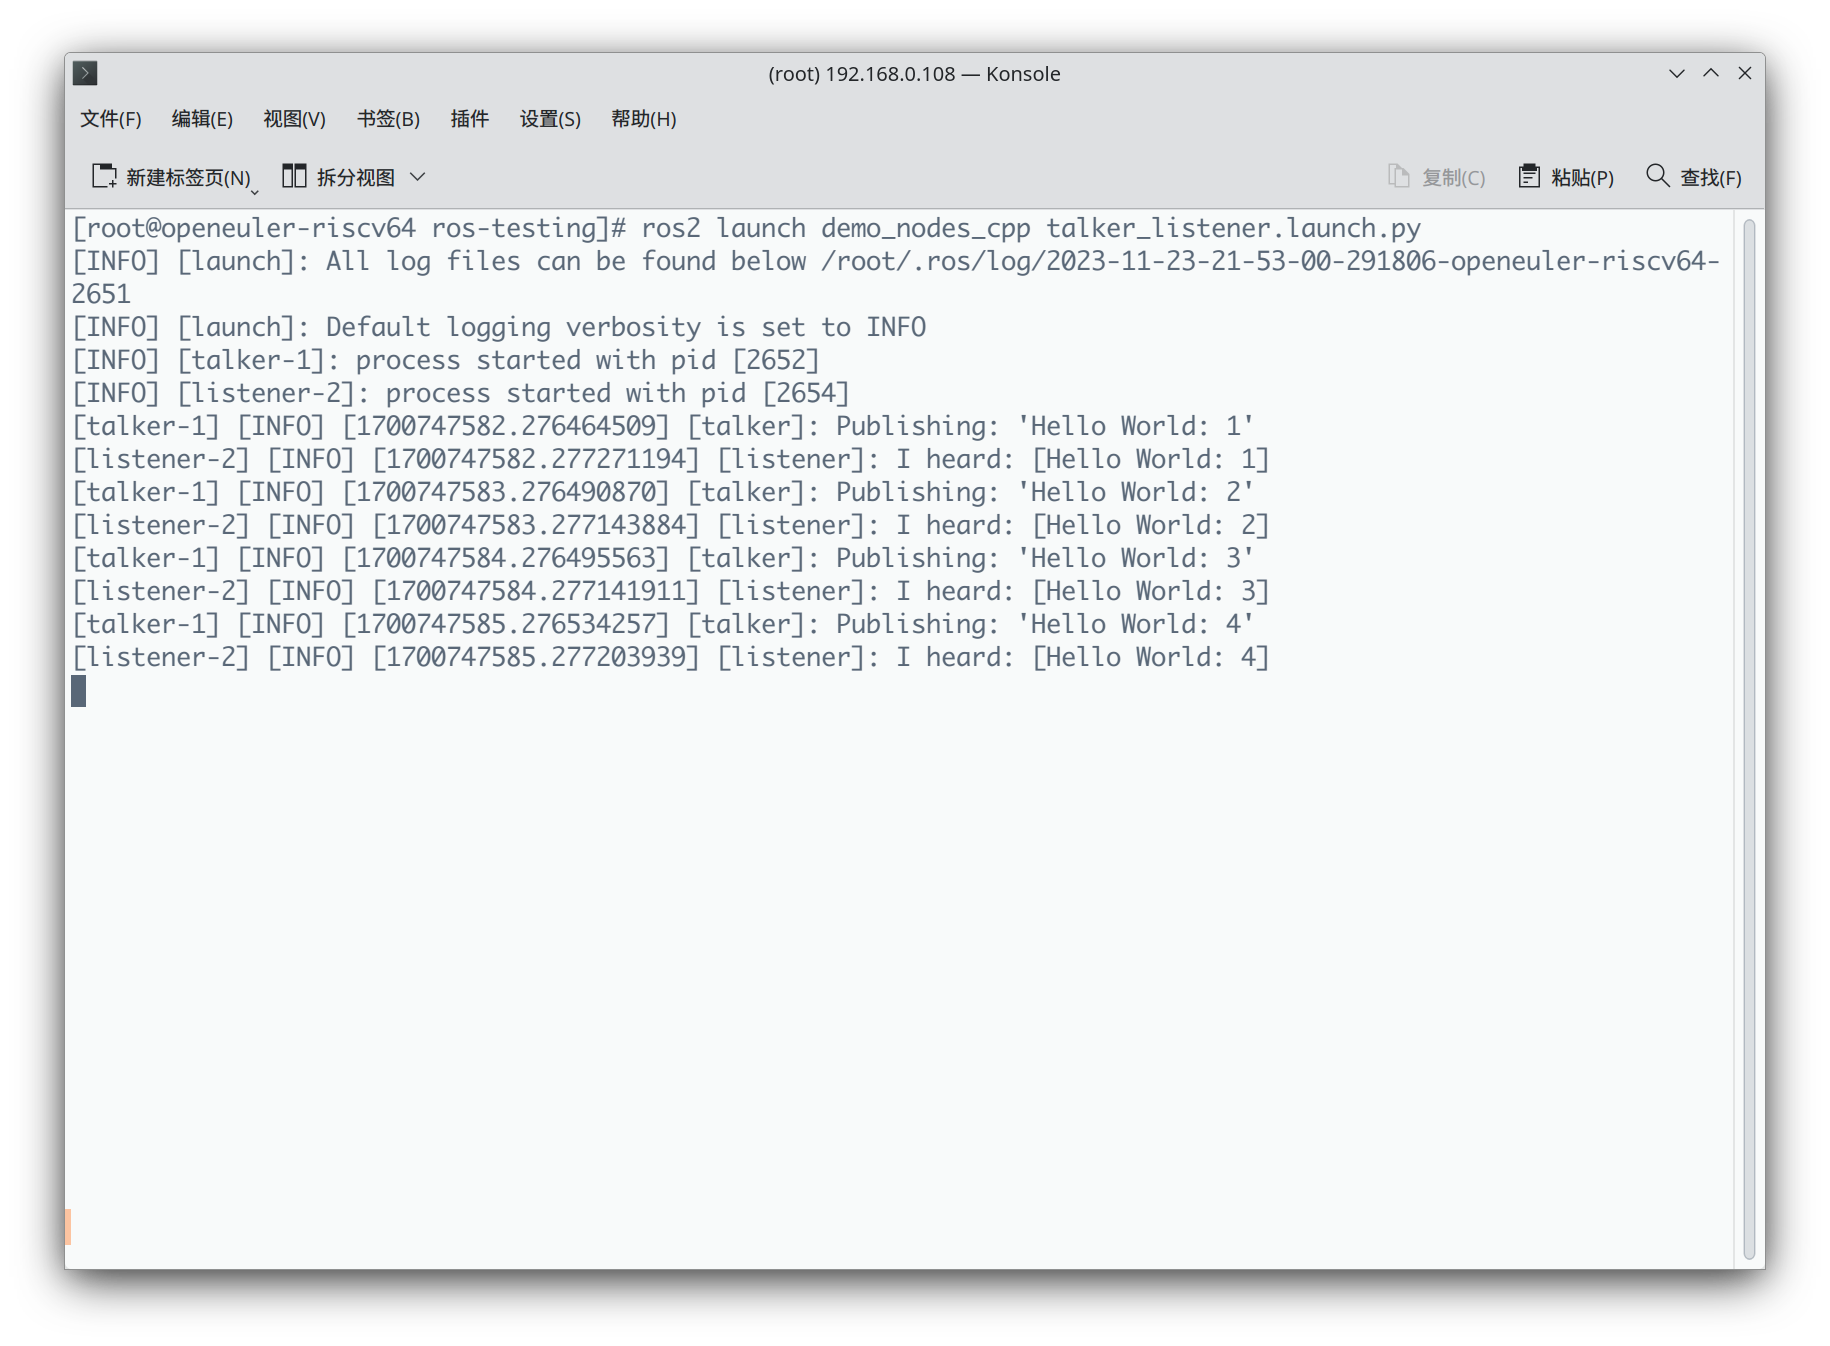 (root) 192.168.0.108 — Konsole
文件(F) 编辑(E) 视图(V) 书签(B) 插件 设置(S) 帮助(H)
新建标签页(N) 拆分视图 复制(C) 粘贴(P) 查找(F)
[root@openeuler-riscv64 ros-testing]# ros2 launch demo_nodes_cpp talker_listener.launch.py
[INFO] [launch]: All log files can be found below /root/.ros/log/2023-11-23-21-53-00-291806-openeuler-riscv64-
2651
[INFO] [launch]: Default logging verbosity is set to INFO
[INFO] [talker-1]: process started with pid [2652]
[INFO] [listener-2]: process started with pid [2654]
[talker-1] [INFO] [1700747582.276464509] [talker]: Publishing: 'Hello World: 1'
[listener-2] [INFO] [1700747582.277271194] [listener]: I heard: [Hello World: 1]
[talker-1] [INFO] [1700747583.276490870] [talker]: Publishing: 'Hello World: 2'
[listener-2] [INFO] [1700747583.277143884] [listener]: I heard: [Hello World: 2]
[talker-1] [INFO] [1700747584.276495563] [talker]: Publishing: 'Hello World: 3'
[listener-2] [INFO] [1700747584.277141911] [listener]: I heard: [Hello World: 3]
[talker-1] [INFO] [1700747585.276534257] [talker]: Publishing: 'Hello World: 4'
[listener-2] [INFO] [1700747585.277203939] [listener]: I heard: [Hello World: 4]